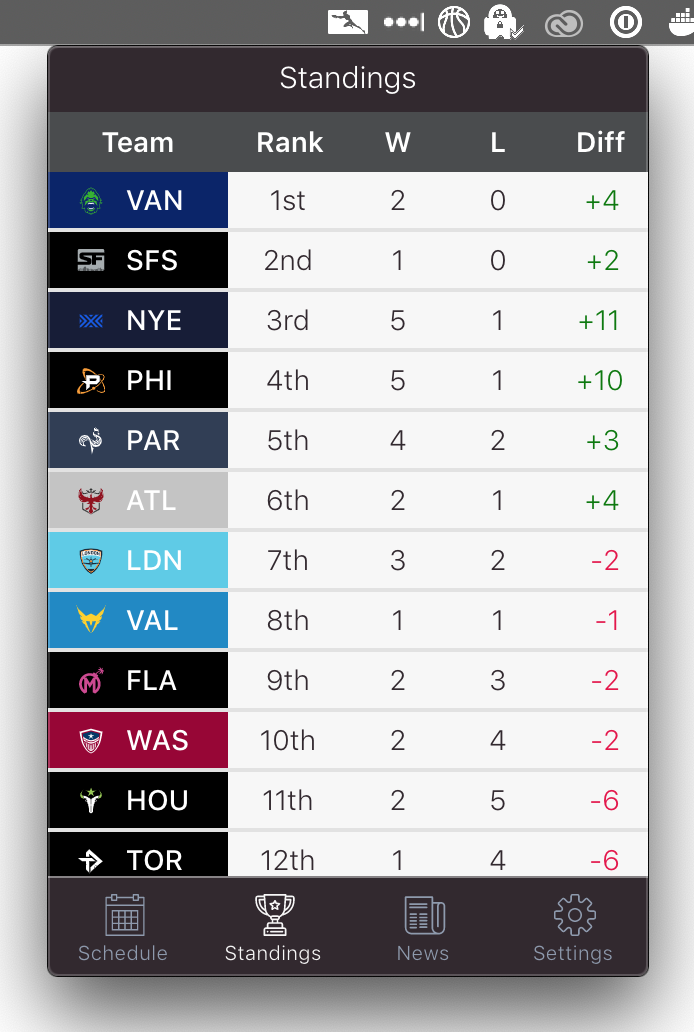 Standings
Team Rank W L Diff
VAN 1st 2 0 +4
SF SFS 2nd 1 0 +2
NYE 3rd 5 1 +11
PHI 4th 5 1 +10
PAR 5th 4 2 +3
ATL 6th 2 1 +4
LDN 7th 3 2 -2
VAL 8th 1 1 -1
FLA 9th 2 3 -2
WAS 10th 2 4 -2
HOU 11th 2 5 -6
TOR 12th 1 4 -6
Schedule Standings News Settings